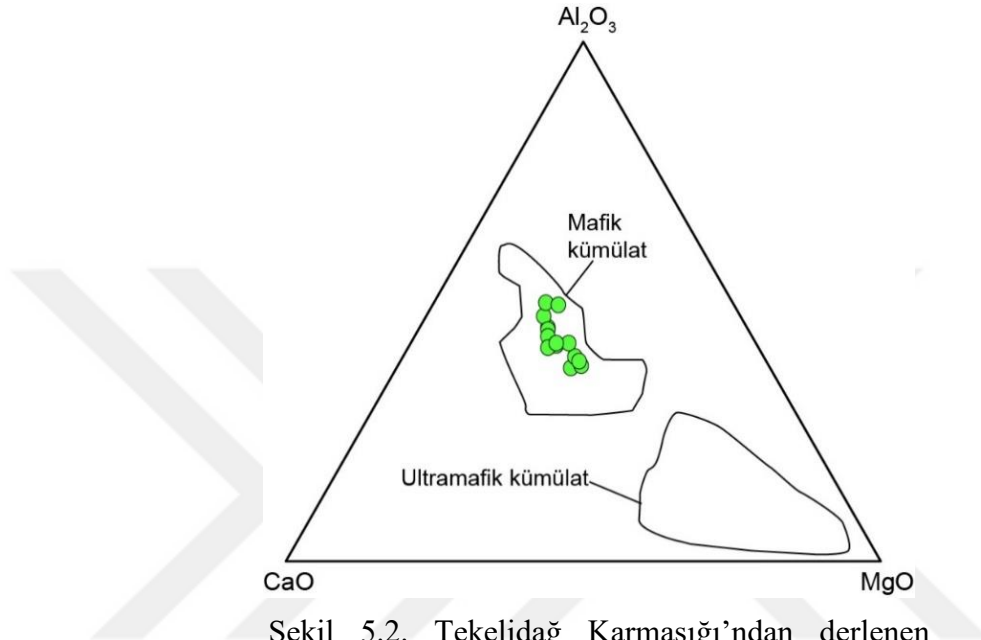 Al₂O₃
Mafik
kümülat
Ultramafik kümülat
CaO
MgO
Şekil 5.2. Tekelidağ Karmaşığı'ndan derlenen